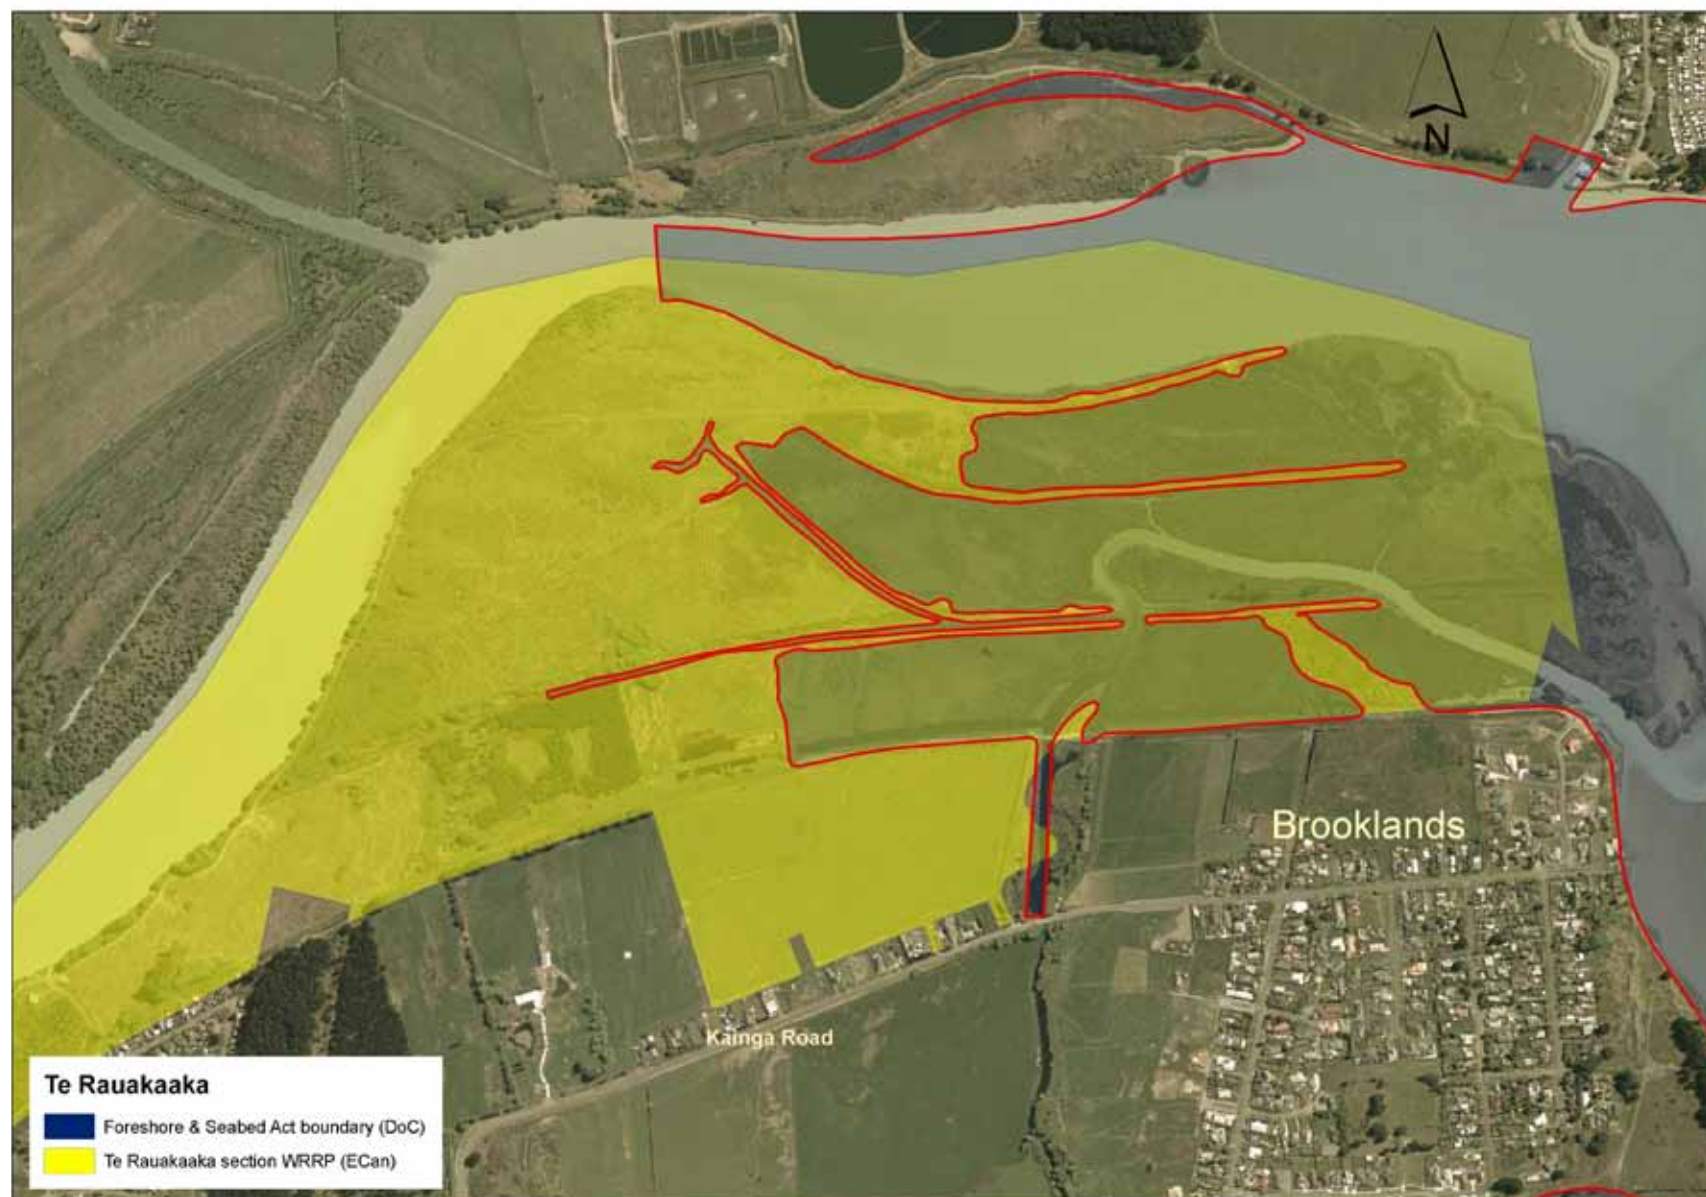 N
Brooklands
Kainga Road
Te Rauakaaka
Foreshore & Seabed Act boundary (DoC)
Te Rauakaaka section WRRP (ECan)